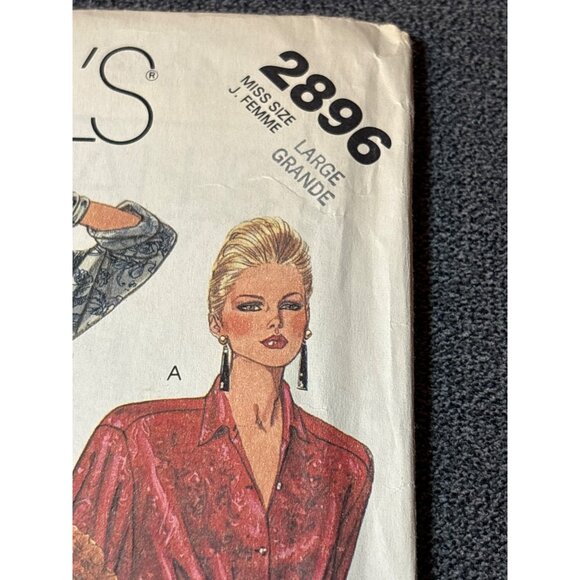 'S®
2896
MISS SIZE
J. FEMME
LARGE
GRANDE
A